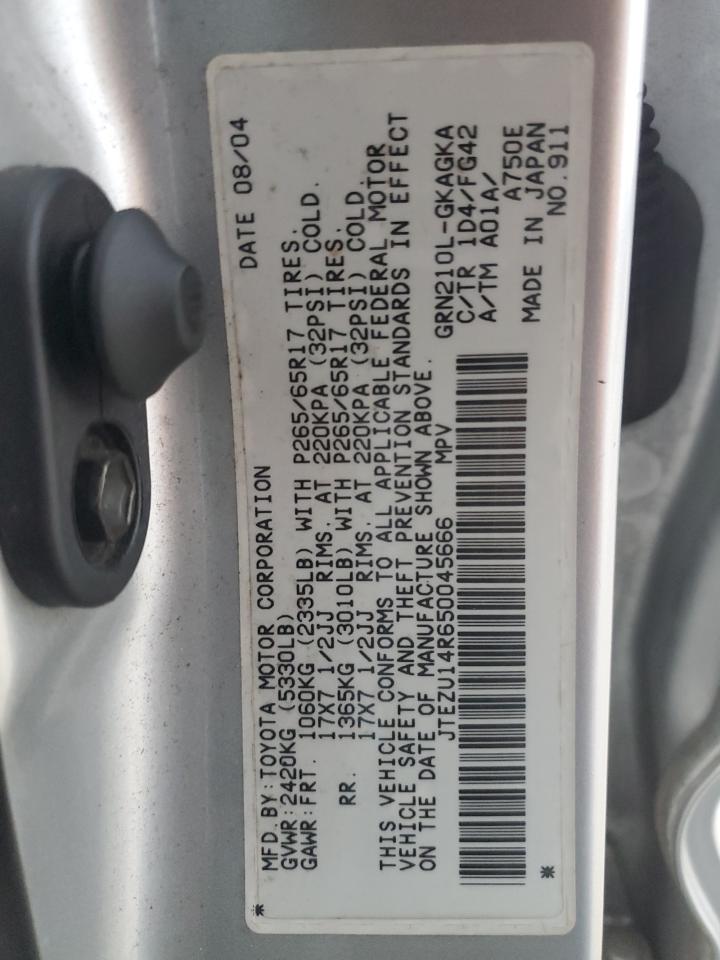 DATE 08/04
MFD. BY: TOYOTA MOTOR CORPORATION
GVWR: 2420KG (5330LB)
GAWR: FRT. 1060KG (2335LB) WITH P265/65R17 TIRES.
17X7 1/2JJ RIMS. AT 220KPA (32PSI) COLD.
RR. 1365KG (3010LB) WITH P265/65R17 TIRES.
17X7 1/2JJ RIMS. AT 220KPA (32PSI) COLD.
THIS VEHICLE CONFORMS TO ALL APPLICABLE FEDERAL MOTOR
VEHICLE SAFETY AND THEFT PREVENTION STANDARDS IN EFFECT
ON THE DATE OF MANUFACTURE SHOWN ABOVE.
JTEZU14R650045666 MPV
GRN210L-GKAGKA
C/TR 1D4/FG42
A/TM A01A/
A750E
MADE IN JAPAN
NO.911